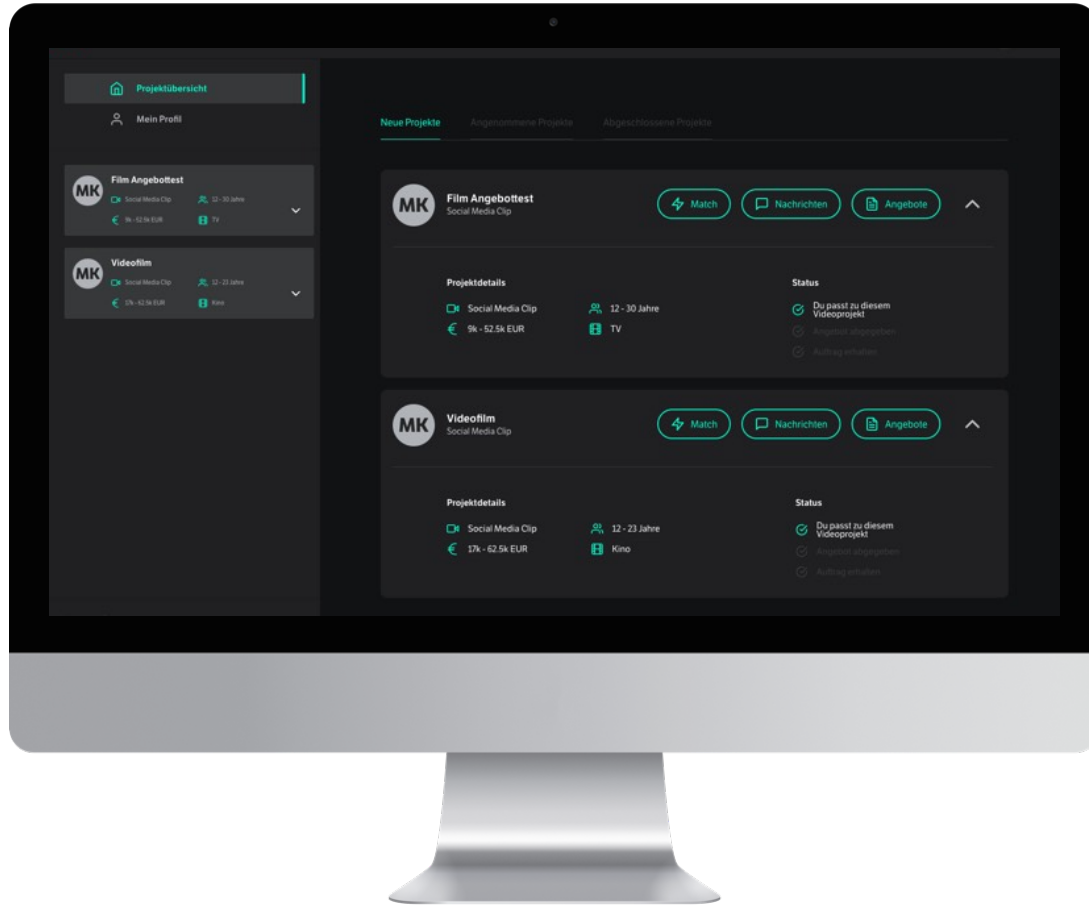 Projektübersicht
Mein Profil
MK
Film Angebottest
Social Media Clip
12 - 30 Jahre
9k - 52.5k EUR
TV
MK
Videofilm
Social Media Clip
12 - 23 Jahre
17k - 62.5k EUR
Kino
Neue Projekte
Angenommene Projekte
Abgeschlossene Projekte
MK
Film Angebottest
Social Media Clip
Match
Nachrichten
Angebote
Projektdetails
Social Media Clip
12 - 30 Jahre
9k - 52.5k EUR
TV
Status
Du passt zu diesem
Videoprojekt
Angebot abgegeben
Auftrag erhalten
MK
Videofilm
Social Media Clip
Match
Nachrichten
Angebote
Projektdetails
Social Media Clip
12 - 23 Jahre
17k - 62.5k EUR
Kino
Status
Du passt zu diesem
Videoprojekt
Angebot abgegeben
Auftrag erhalten